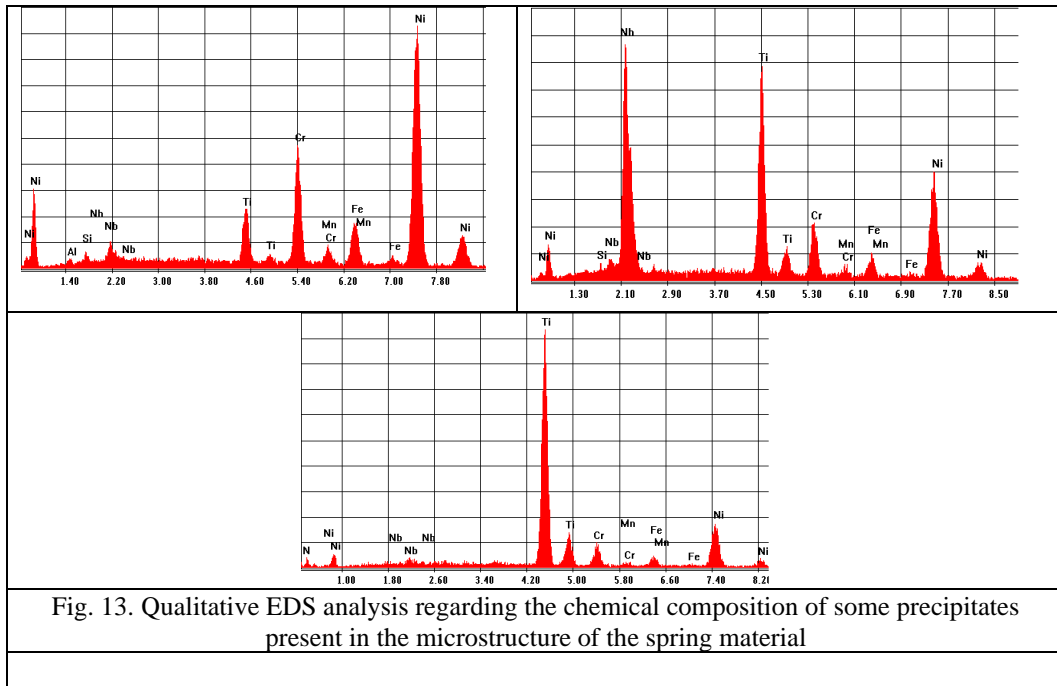 Ni
Cr
Ni
Ti
Nb
Nb
Mn
Cr
Fe
Mn
Ni
Al
Si
Nb
Ti
Fe
Ni
1.40 2.20 3.00 3.80 4.60 5.40 6.20 7.00 7.80
Nb
Ti
Ni
Cr
Ni
Fe
Mn
Mn
Cr
Ti
Ni
Si
Nb
Nb
Fe
Ni
1.30 2.10 2.90 3.70 4.50 5.30 6.10 6.90 7.70 8.50
Ti
Ni
Ti
Mn
Fe
Ni
Nb
Nb
Cr
Mn
N
Ni
Nb
Cr
Fe
Ni
1.00 1.80 2.60 3.40 4.20 5.00 5.80 6.60 7.40 8.20
Fig. 13. Qualitative EDS analysis regarding the chemical composition of some precipitates
present in the microstructure of the spring material